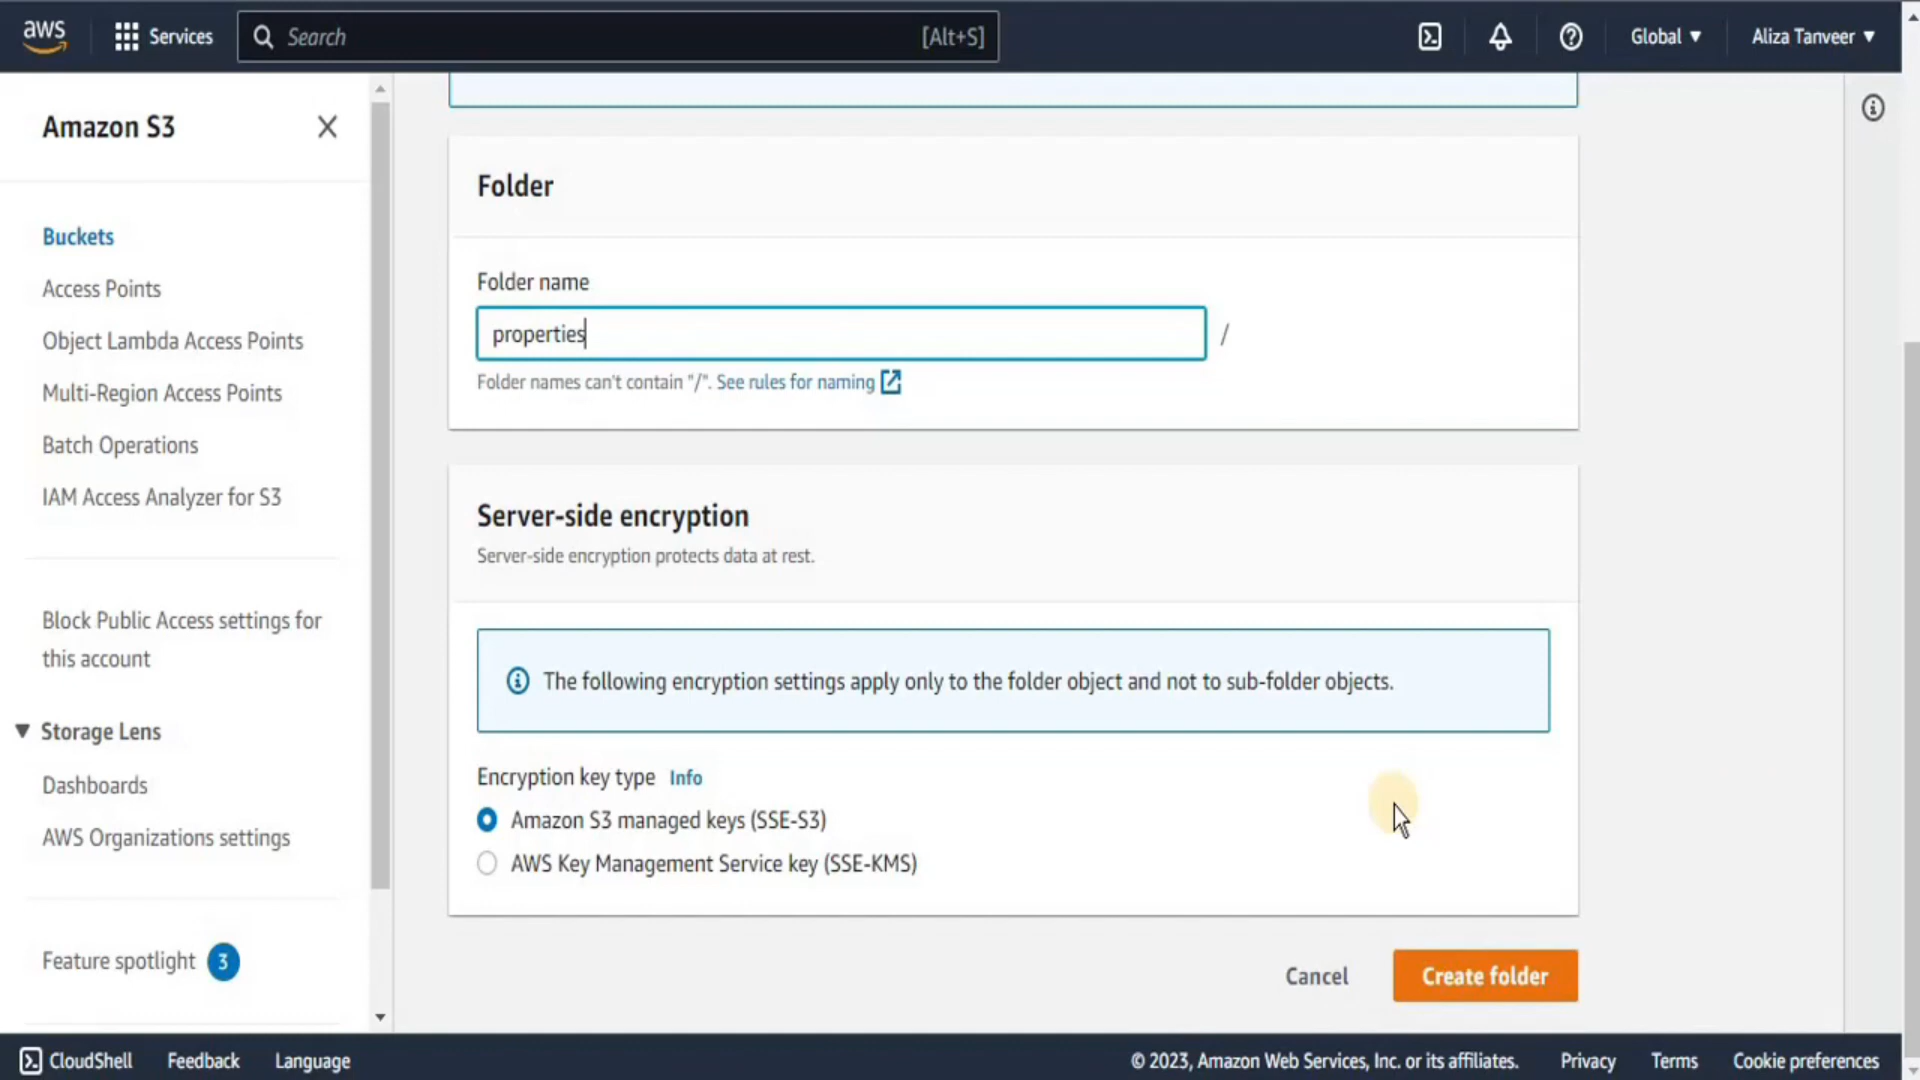 aws
Services
Search
[Alt+S]
Global ▼
Aliza Tanveer ▼
Amazon S3
Buckets
Access Points
Object Lambda Access Points
Multi-Region Access Points
Batch Operations
IAM Access Analyzer for S3
Block Public Access settings for
this account
▼ Storage Lens
Dashboards
AWS Organizations settings
Feature spotlight 3
Folder
Folder name
properties /
Folder names can't contain "/". See rules for naming
Server-side encryption
Server-side encryption protects data at rest.
The following encryption settings apply only to the folder object and not to sub-folder objects.
Encryption key type Info
Amazon S3 managed keys (SSE-S3)
AWS Key Management Service key (SSE-KMS)
Cancel
Create folder
CloudShell
Feedback
Language
© 2023, Amazon Web Services, Inc. or its affiliates.
Privacy
Terms
Cookie preferences